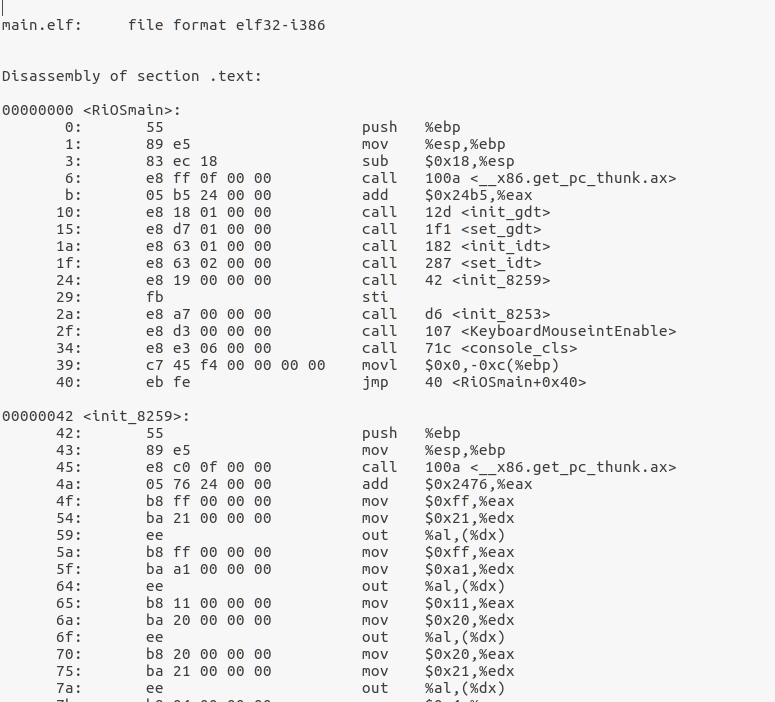 main.elf:     file format elf32-i386
Disassembly of section .text:
00000000 <RiOSmain>:
0:	55	push   %ebp
1:	89 e5	mov    %esp,%ebp
3:	83 ec 18	sub    $0x18,%esp
6:	e8 ff 0f 00 00	call   100a <__x86.get_pc_thunk.ax>
b:	05 b5 24 00 00	add    $0x24b5,%eax
10:	e8 18 01 00 00	call   12d <init_gdt>
15:	e8 d7 01 00 00	call   1f1 <set_gdt>
1a:	e8 63 01 00 00	call   182 <init_idt>
1f:	e8 63 02 00 00	call   287 <set_idt>
24:	e8 19 00 00 00	call   42 <init_8259>
29:	fb	sti
2a:	e8 a7 00 00 00	call   d6 <init_8253>
2f:	e8 d3 00 00 00	call   107 <KeyboardMouseintEnable>
34:	e8 e3 06 00 00	call   71c <console_cls>
39:	c7 45 f4 00 00 00 00	movl   $0x0,-0xc(%ebp)
40:	eb fe	jmp    40 <RiOSmain+0x40>
00000042 <init_8259>:
42:	55	push   %ebp
43:	89 e5	mov    %esp,%ebp
45:	e8 c0 0f 00 00	call   100a <__x86.get_pc_thunk.ax>
4a:	05 76 24 00 00	add    $0x2476,%eax
4f:	b8 ff 00 00 00	mov    $0xff,%eax
54:	ba 21 00 00 00	mov    $0x21,%edx
59:	ee	out    %al,(%dx)
5a:	b8 ff 00 00 00	mov    $0xff,%eax
5f:	ba a1 00 00 00	mov    $0xa1,%edx
64:	ee	out    %al,(%dx)
65:	b8 11 00 00 00	mov    $0x11,%eax
6a:	ba 20 00 00 00	mov    $0x20,%edx
6f:	ee	out    %al,(%dx)
70:	b8 20 00 00 00	mov    $0x20,%eax
75:	ba 21 00 00 00	mov    $0x21,%edx
7a:	ee	out    %al,(%dx)